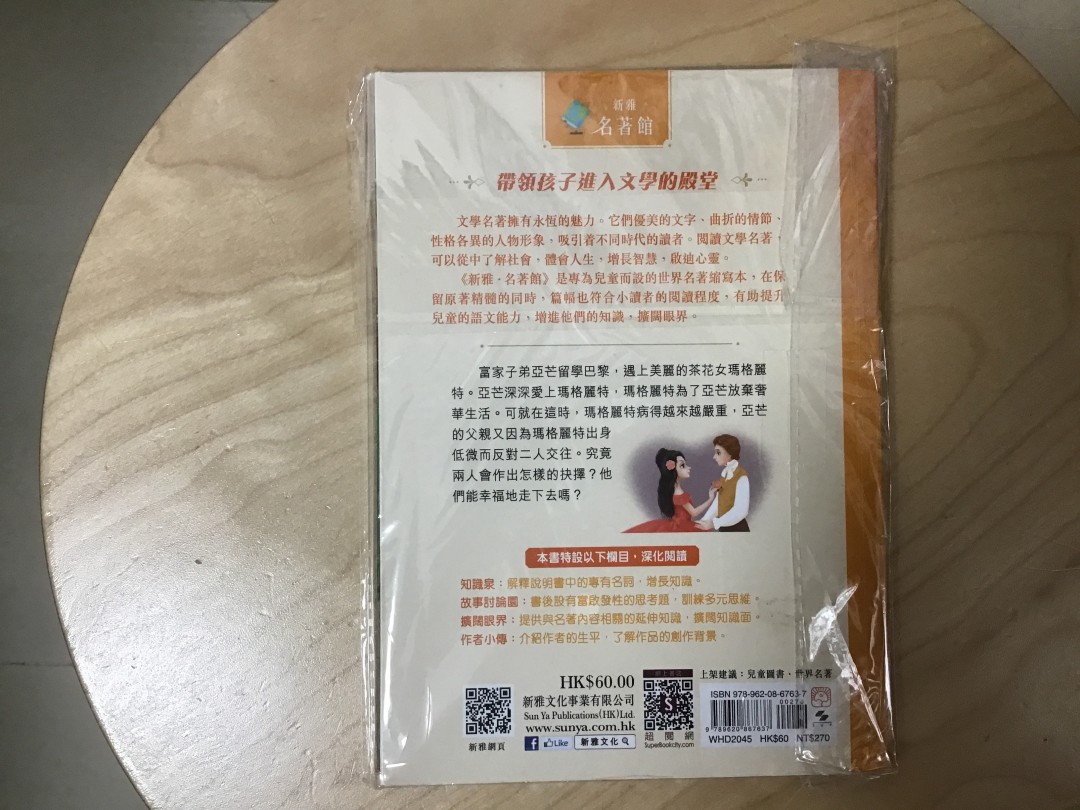 新雅
名著館
帶領孩子進入文學的殿堂
文學名著擁有永恆的魅力。它們優美的文字、曲折的情節、
性格各異的人物形象,吸引着不同時代的讀者。閱讀文學名著,
可以從中了解社會,體會人生,增長智慧,啟迪心靈。
《新雅·名著館》是專為兒童而設的世界名著縮寫本,在保
留原著精髓的同時,篇幅也符合小讀者的閱讀程度,有助提升
兒童的語文能力,增進他們的知識,擴闊眼界。
富家子弟亞芒留學巴黎,遇上美麗的茶花女瑪格麗
特。亞芒深深愛上瑪格麗特,瑪格麗特為了亞芒放棄奢
華生活。可就在這時,瑪格麗特病得越來越嚴重,亞芒
的父親又因為瑪格麗特出身
低微而反對二人交往。究竟
兩人會作出怎樣的抉擇?他
們能幸福地走下去嗎?
本書特設以下欄目,深化閱讀
知識泉:解釋說明書中的專有名詞,增長知識。
故事討論園:書後設有富啟發性的思考題,訓練多元思維。
擴闊眼界:提供與名著內容相關的延伸知識,擴闊知識面。
作者小傳:介紹作者的生平,了解作品的創作背景。
HK$60.00
新雅文化事業有限公司
Sun Ya Publications(HK)Ltd.
www.sunya.com.hk
Like 新雅文化
新雅網頁
超閱網
SuperBookcity.com
上架建議:兒童圖書·世界名著
ISBN 978-962-08-6763-7
9 789620 867637
WHD2045 HK$60 NT$270